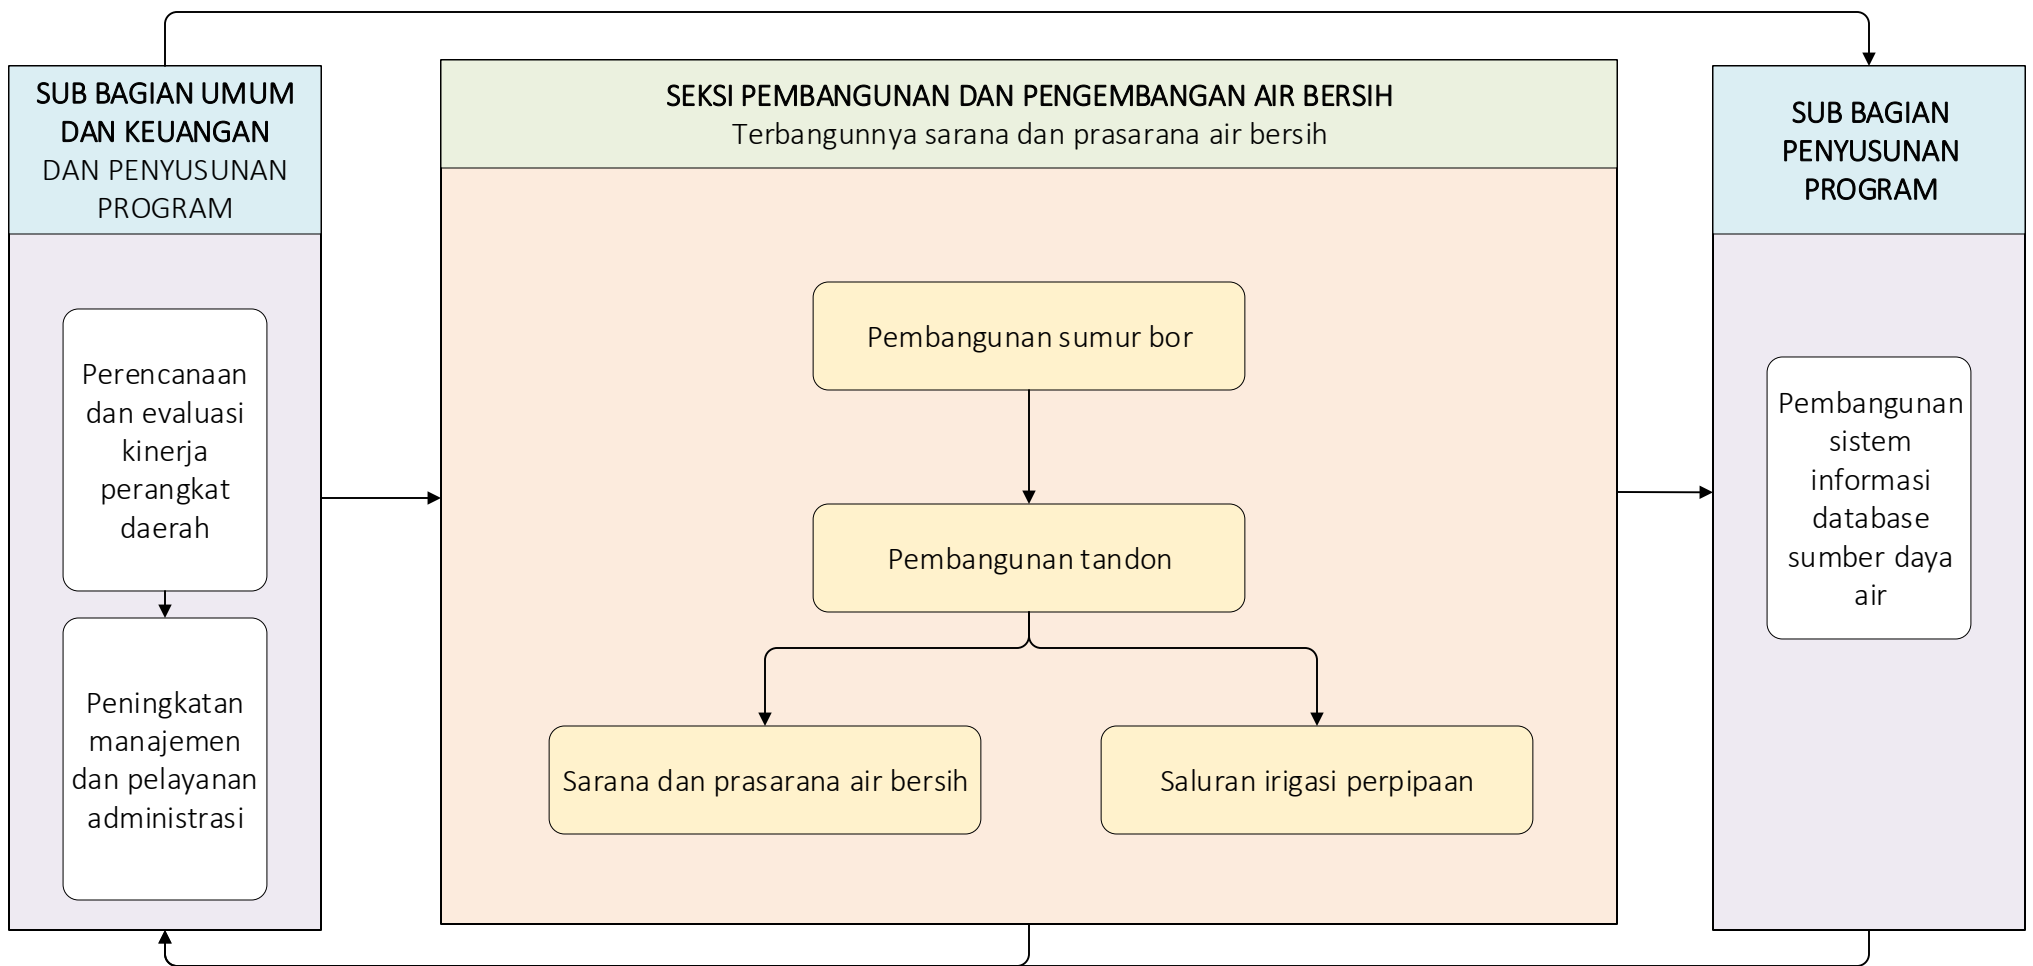 SUB BAGIAN UMUM
DAN KEUANGAN
DAN PENYUSUNAN
PROGRAM
Perencanaan
dan evaluasi
kinerja
perangkat
daerah
Peningkatan
manajemen
dan pelayanan
administrasi
SEKSI PEMBANGUNAN DAN PENGEMBANGAN AIR BERSIH
Terbangunnya sarana dan prasarana air bersih
Pembangunan sumur bor
Pembangunan tandon
Sarana dan prasarana air bersih
Saluran irigasi perpipaan
SUB BAGIAN
PENYUSUNAN
PROGRAM
Pembangunan
sistem
informasi
database
sumber daya
air